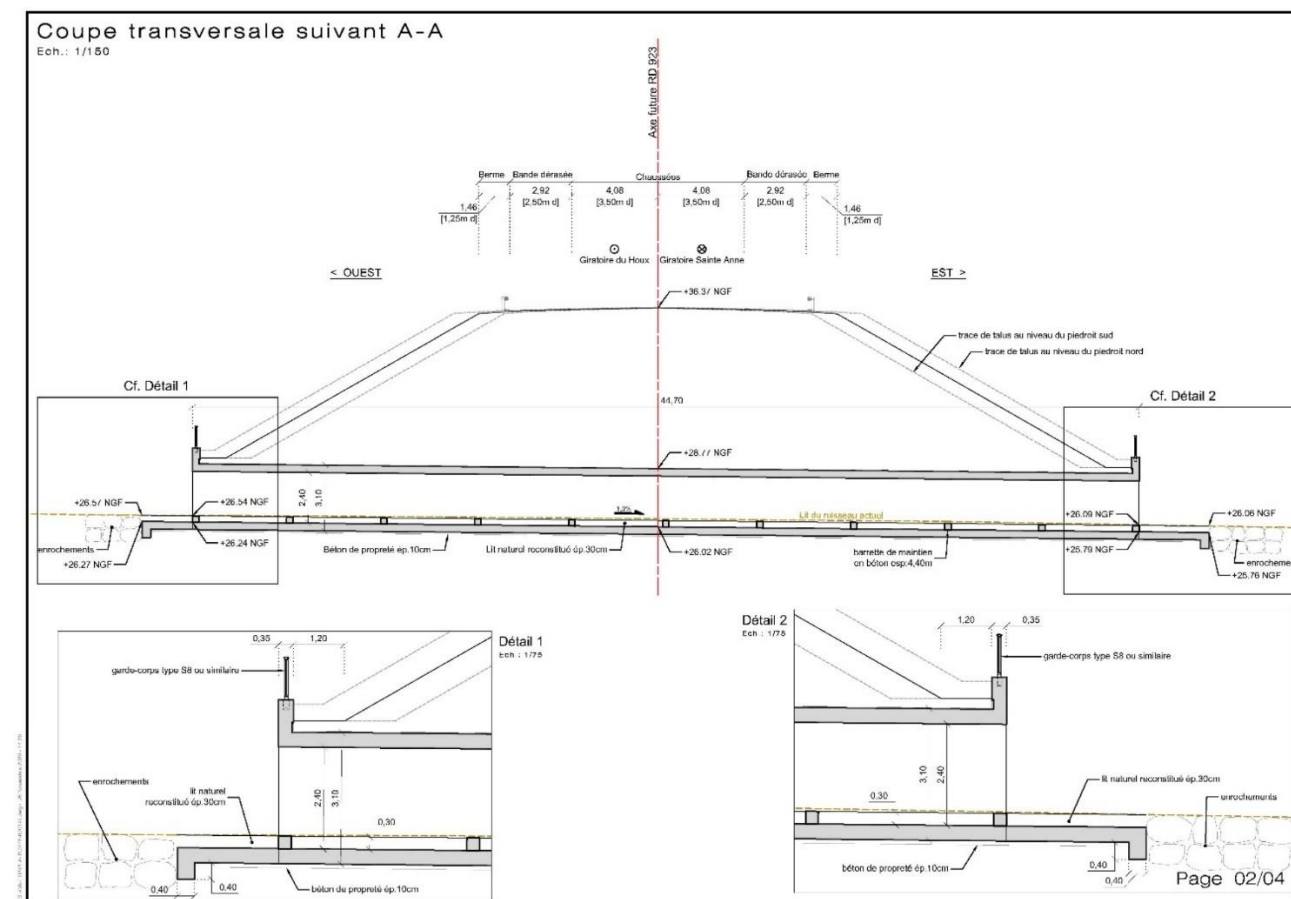 Coupe transversale suivant A-A
Ech.: 1/150
Axe future RD 923
Berme
Bande dérasée
Chaussées
Bande dérasée
Berme
1,46
[1,25m d]
2,92
[2,50m d]
4,08
[3,50m d]
4,08
[3,50m d]
2,92
[2,50m d]
1,46
[1,25m d]
Giratoire du Houx
Giratoire Sainte Anne
< OUEST
EST >
+36.37 NGF
trace de talus au niveau du piedroit sud
trace de talus au niveau du piedroit nord
Cf. Détail 1
44,70
Cf. Détail 2
+28.77 NGF
+26.57 NGF
+26.54 NGF
2,40
3,10
1,2%
Lit du ruisseau actuel
+26.09 NGF
+26.06 NGF
enrochements
+26.24 NGF
+26.27 NGF
Béton de propreté ép.10cm
Lit naturel reconstitué ép.30cm
+26.02 NGF
barrette de maintien
en béton esp:4,40m
+25.79 NGF
enrochements
+25.76 NGF
Détail 1
Ech : 1/75
0,35
1,20
garde-corps type S8 ou similaire
enrochements
lit naturel
reconstitué ép.30cm
2,40
3,10
0,30
0,40
0,40
béton de propreté ép.10cm
Détail 2
Ech : 1/75
1,20
0,35
garde-corps type S8 ou similaire
3,10
2,40
0.30
lit naturel reconstitué ép.30cm
enrochements
béton de propreté ép.10cm
0,40
0,40
Page 02/04